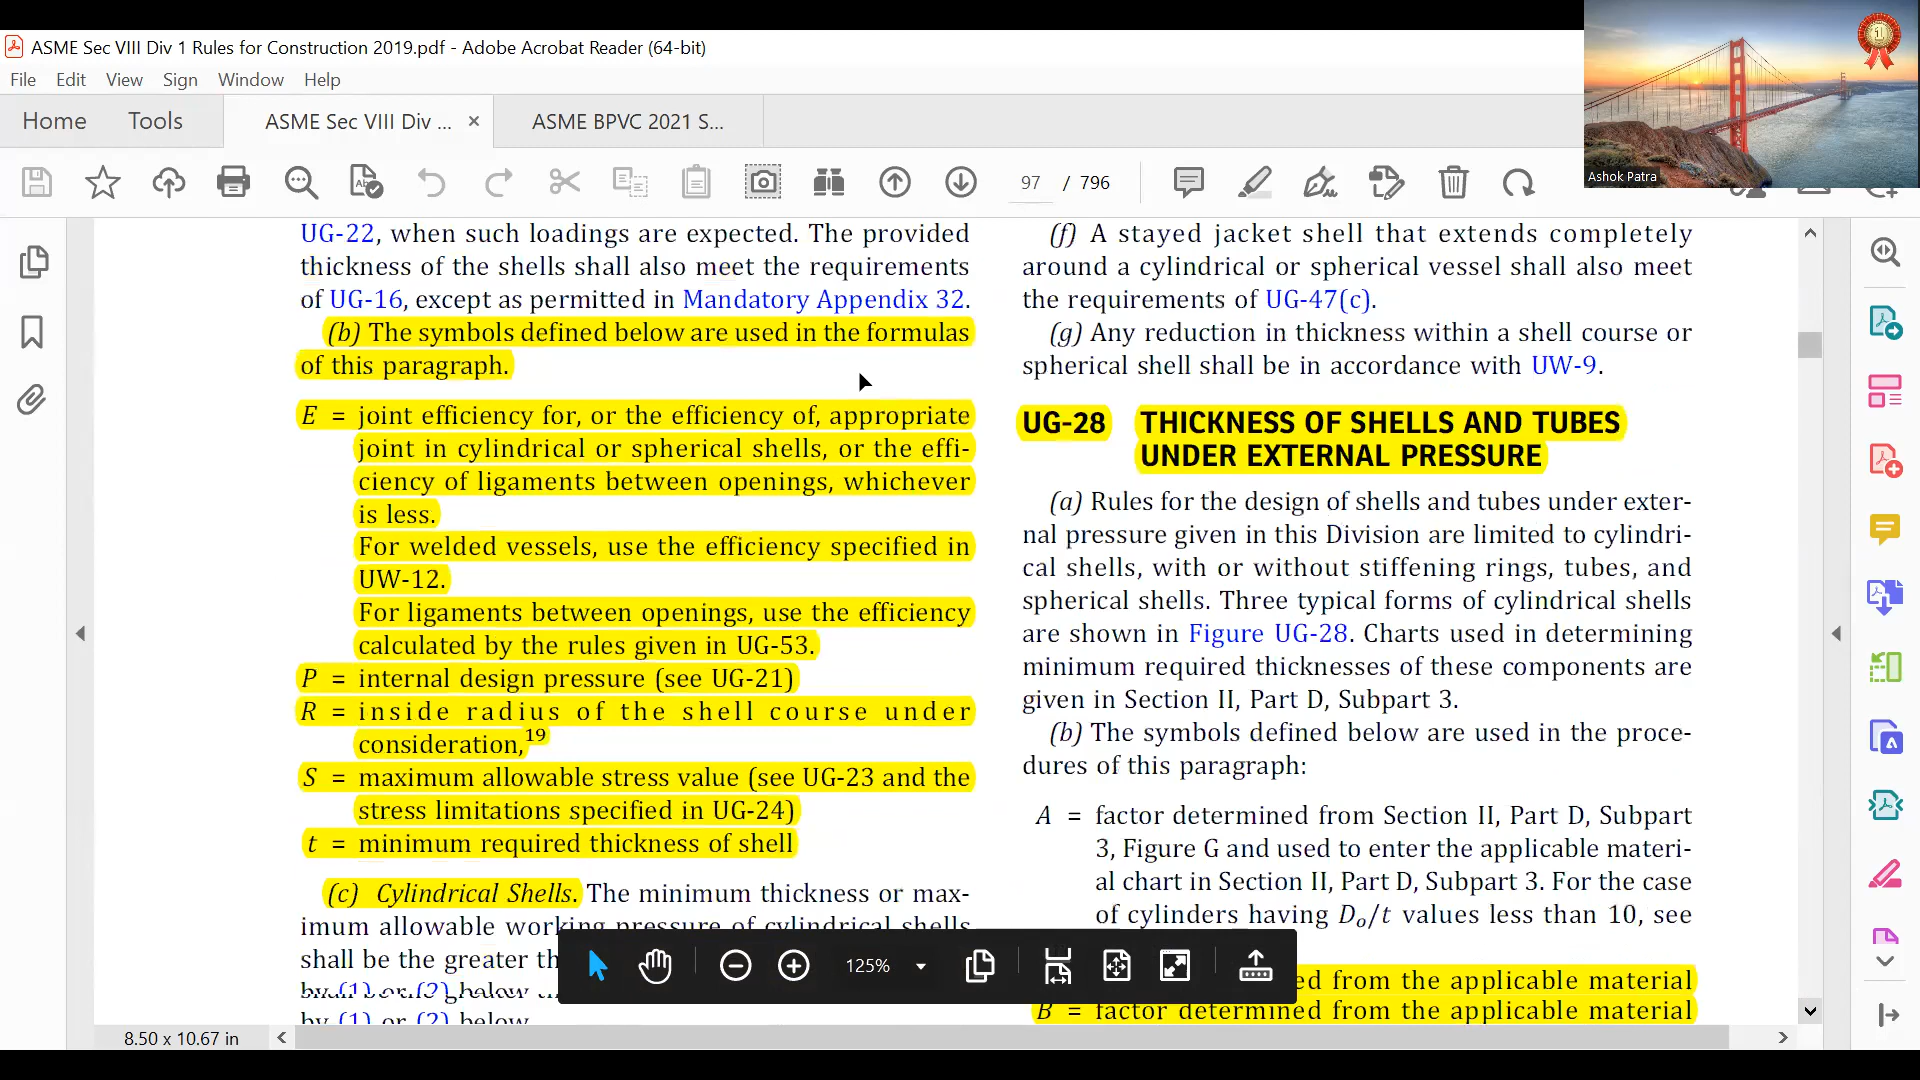 ASME Sec VIII Div 1 Rules for Construction 2019.pdf - Adobe Acrobat Reader (64-bit)
File Edit View Sign Window Help
Home Tools ASME Sec VIII Div ... × ASME BPVC 2021 S...
97 / 796
1
Ashok Patra
UG-22, when such loadings are expected. The provided
thickness of the shells shall also meet the requirements
of UG-16, except as permitted in Mandatory Appendix 32.
(b) The symbols defined below are used in the formulas
of this paragraph.
E = joint efficiency for, or the efficiency of, appropriate
joint in cylindrical or spherical shells, or the effi-
ciency of ligaments between openings, whichever
is less.
For welded vessels, use the efficiency specified in
UW-12.
For ligaments between openings, use the efficiency
calculated by the rules given in UG-53.
P = internal design pressure (see UG-21)
R = inside radius of the shell course under
consideration,19
S = maximum allowable stress value (see UG-23 and the
stress limitations specified in UG-24)
t = minimum required thickness of shell
(c) Cylindrical Shells. The minimum thickness or max-
imum allowable working pressure of cylindrical shells
shall be the greater th
by (1) or (2) below
by (1) or (2) below
(f) A stayed jacket shell that extends completely
around a cylindrical or spherical vessel shall also meet
the requirements of UG-47(c).
(g) Any reduction in thickness within a shell course or
spherical shell shall be in accordance with UW-9.
UG-28 THICKNESS OF SHELLS AND TUBES
UNDER EXTERNAL PRESSURE
(a) Rules for the design of shells and tubes under exter-
nal pressure given in this Division are limited to cylindri-
cal shells, with or without stiffening rings, tubes, and
spherical shells. Three typical forms of cylindrical shells
are shown in Figure UG-28. Charts used in determining
minimum required thicknesses of these components are
given in Section II, Part D, Subpart 3.
(b) The symbols defined below are used in the proce-
dures of this paragraph:
A = factor determined from Section II, Part D, Subpart
3, Figure G and used to enter the applicable materi-
al chart in Section II, Part D, Subpart 3. For the case
of cylinders having Do/t values less than 10, see
ed from the applicable material
B = factor determined from the applicable material
125%
8.50 x 10.67 in